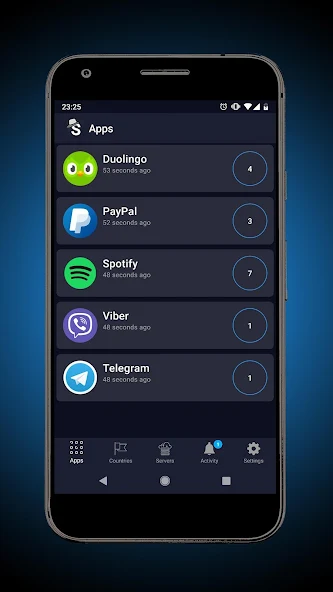 23:25
Apps
Duolingo
53 seconds ago
4
PayPal
52 seconds ago
3
Spotify
48 seconds ago
7
Viber
48 seconds ago
1
Telegram
48 seconds ago
1
1
Apps
Countries
Servers
Activity
Settings